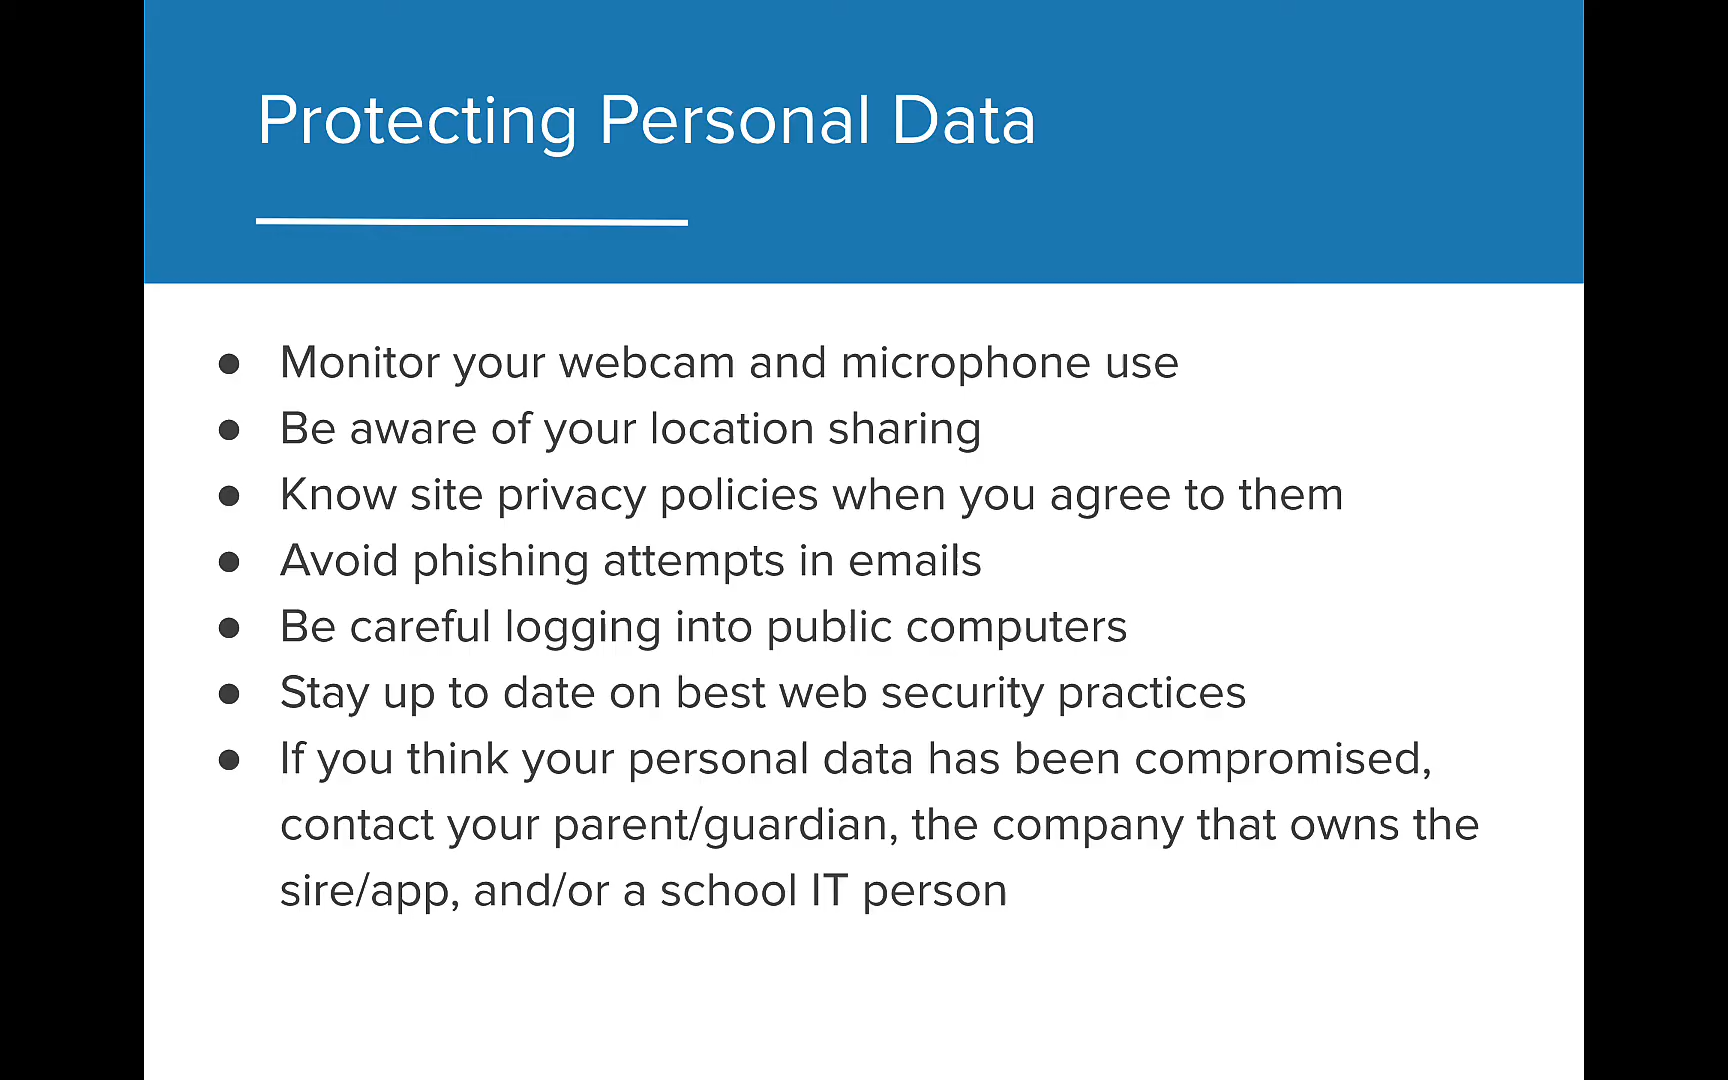 Protecting Personal Data
● Monitor your webcam and microphone use
● Be aware of your location sharing
● Know site privacy policies when you agree to them
● Avoid phishing attempts in emails
● Be careful logging into public computers
● Stay up to date on best web security practices
● If you think your personal data has been compromised,
contact your parent/guardian, the company that owns the
sire/app, and/or a school IT person